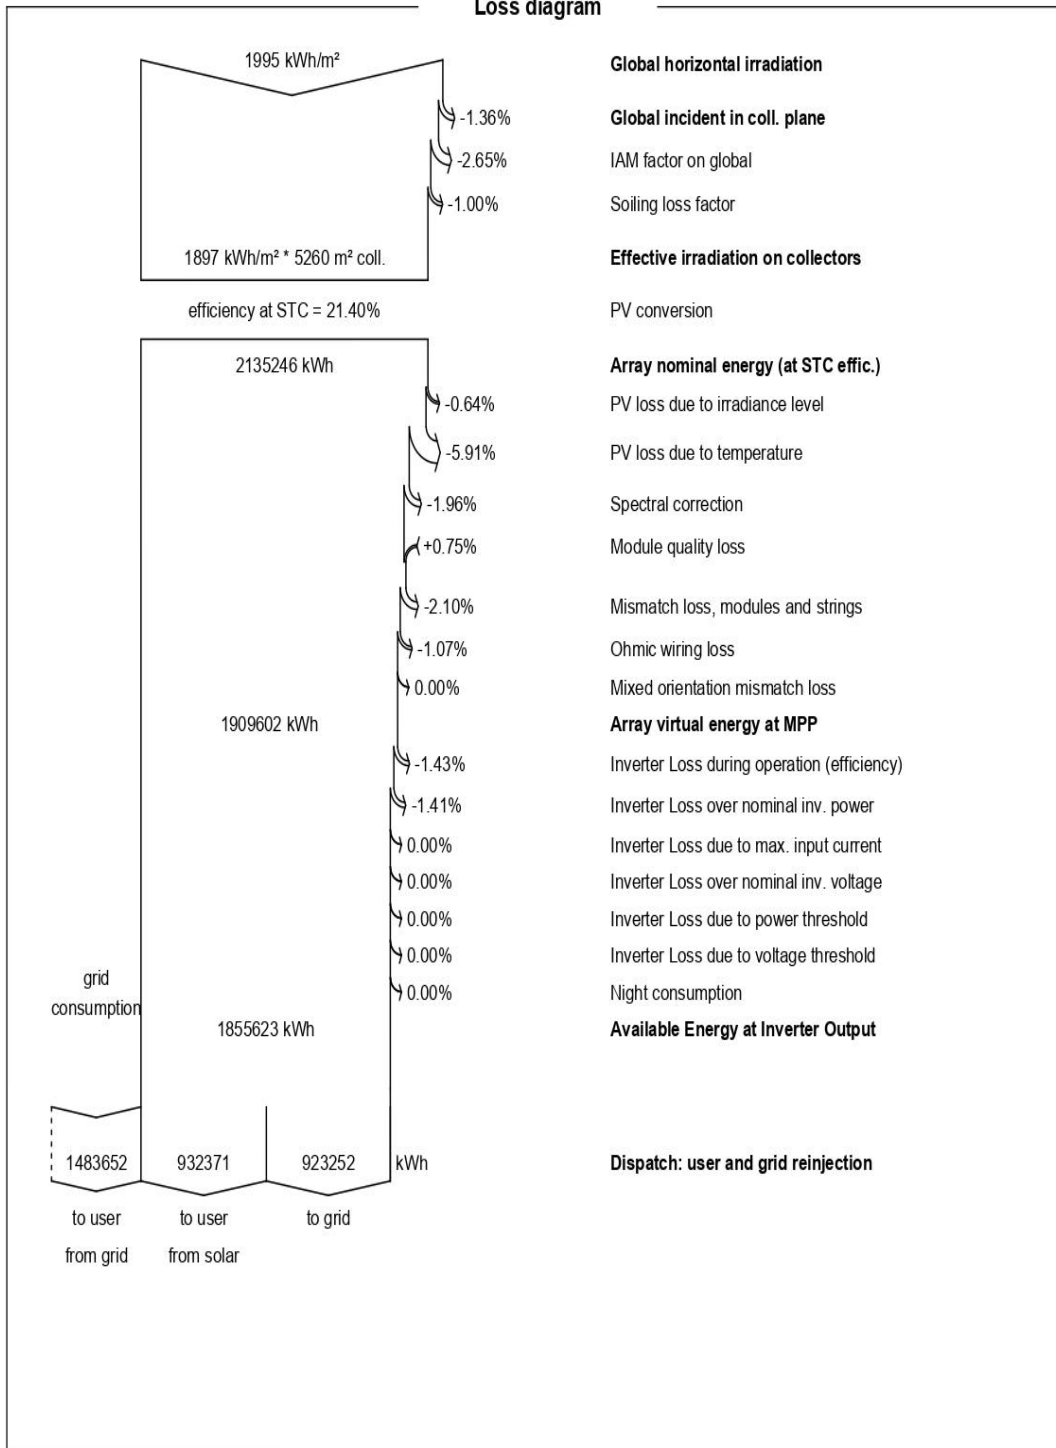 Loss diagram
1995 kWh/m² Global horizontal irradiation
-1.36% Global incident in coll. plane
-2.65% IAM factor on global
-1.00% Soiling loss factor
1897 kWh/m² * 5260 m² coll. Effective irradiation on collectors
efficiency at STC = 21.40% PV conversion
2135246 kWh Array nominal energy (at STC effic.)
-0.64% PV loss due to irradiance level
-5.91% PV loss due to temperature
-1.96% Spectral correction
+0.75% Module quality loss
-2.10% Mismatch loss, modules and strings
-1.07% Ohmic wiring loss
0.00% Mixed orientation mismatch loss
1909602 kWh Array virtual energy at MPP
-1.43% Inverter Loss during operation (efficiency)
-1.41% Inverter Loss over nominal inv. power
0.00% Inverter Loss due to max. input current
0.00% Inverter Loss over nominal inv. voltage
0.00% Inverter Loss due to power threshold
0.00% Inverter Loss due to voltage threshold
grid
consumption
0.00% Night consumption
1855623 kWh Available Energy at Inverter Output
1483652 932371 923252 kWh Dispatch: user and grid reinjection
to user to user to grid
from grid from solar